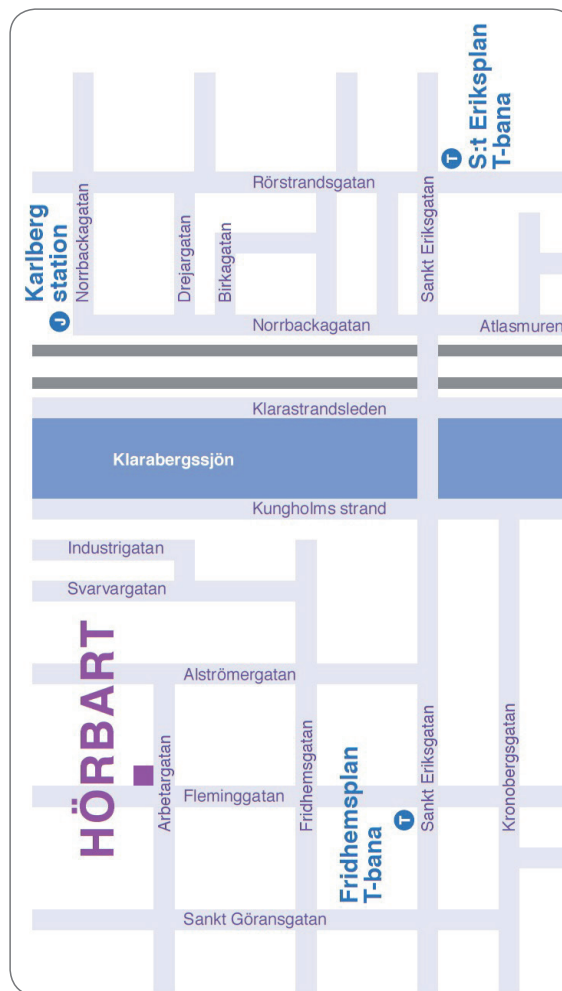 S:t Eriksplan
T-bana
T
Rörstrandsgatan
Karlberg
station
J
Norrbackagatan
Drejargatan
Birkagatan
Sankt Eriksgatan
Norrbackagatan
Atlasmuren
Klarastrandsleden
Klarabergssjön
Kungholms strand
Industrigatan
Svarvargatan
HÖRBART
Alströmergatan
Arbetargatan
Fleminggatan
Fridhemsgatan
Fridhemsplan
T-bana
T
Sankt Eriksgatan
Kronobergsgatan
Sankt Göransgatan